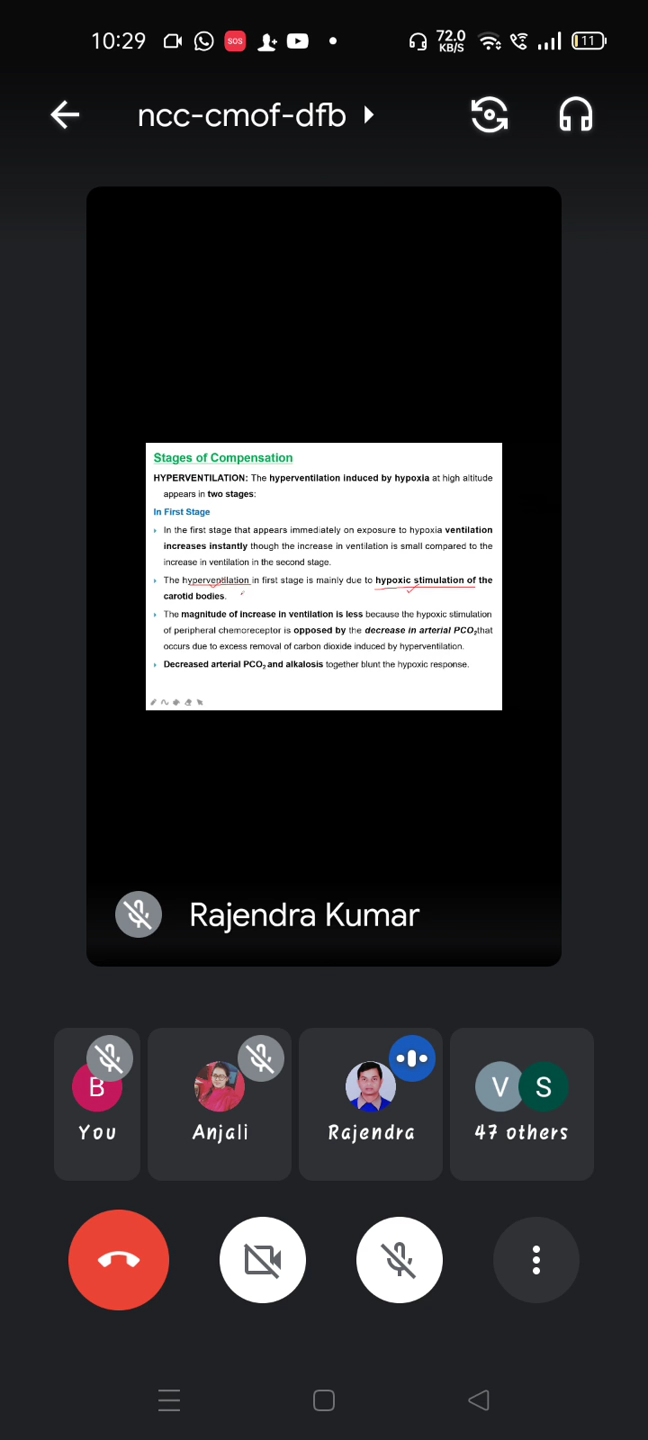 10:29 SOS 72.0 KB/S 11
ncc-cmof-dfb
Stages of Compensation
HYPERVENTILATION: The hyperventilation induced by hypoxia at high altitude
appears in two stages:
In First Stage
In the first stage that appears immediately on exposure to hypoxia ventilation
increases instantly though the increase in ventilation is small compared to the
increase in ventilation in the second stage.
The hyperventilation in first stage is mainly due to hypoxic stimulation of the
carotid bodies.
The magnitude of increase in ventilation is less because the hypoxic stimulation
of peripheral chemoreceptor is opposed by the decrease in arterial PCO₂that
occurs due to excess removal of carbon dioxide induced by hyperventilation.
Decreased arterial PCO₂ and alkalosis together blunt the hypoxic response.
Rajendra Kumar
B V S
You Anjali Rajendra 47 others